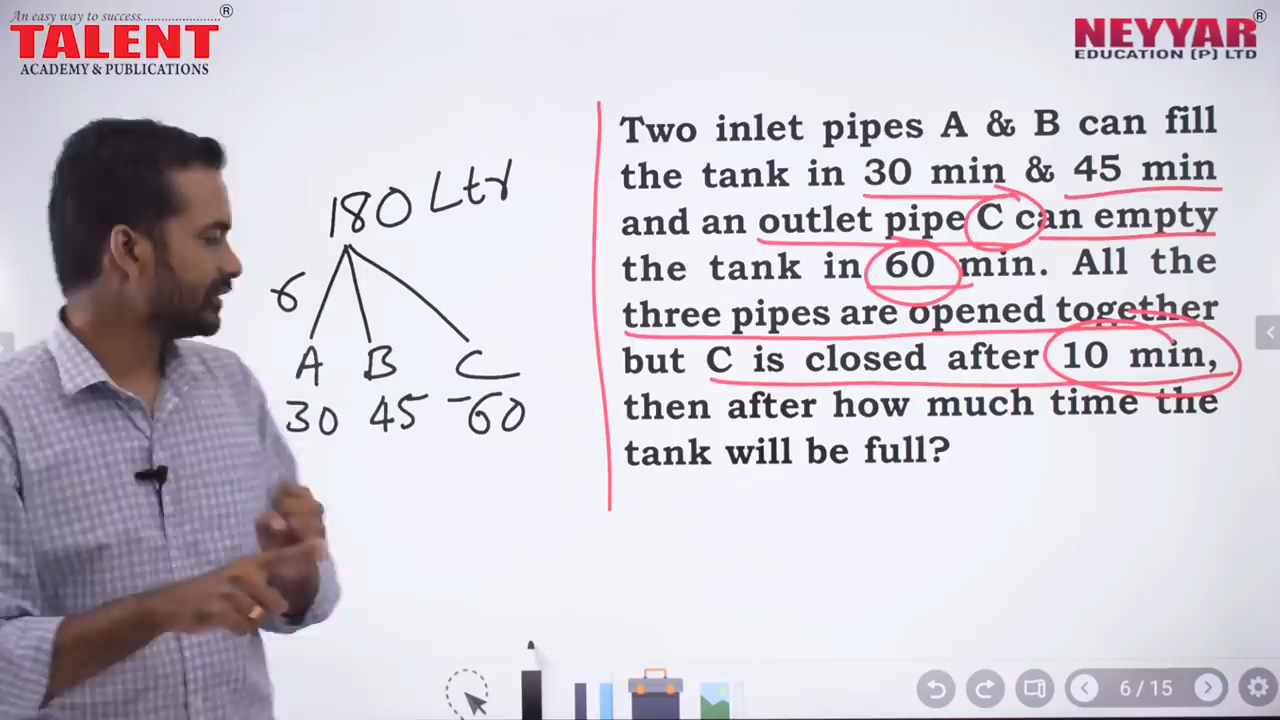 An easy way to success..................
TALENT®
ACADEMY & PUBLICATIONS
NEYYAR®
EDUCATION (P) LTD
180 Ltr
6
A B C
30 45 -60
Two inlet pipes A & B can fill
the tank in 30 min & 45 min
and an outlet pipe C can empty
the tank in 60 min. All the
three pipes are opened together
but C is closed after 10 min,
then after how much time the
tank will be full?
6 / 15